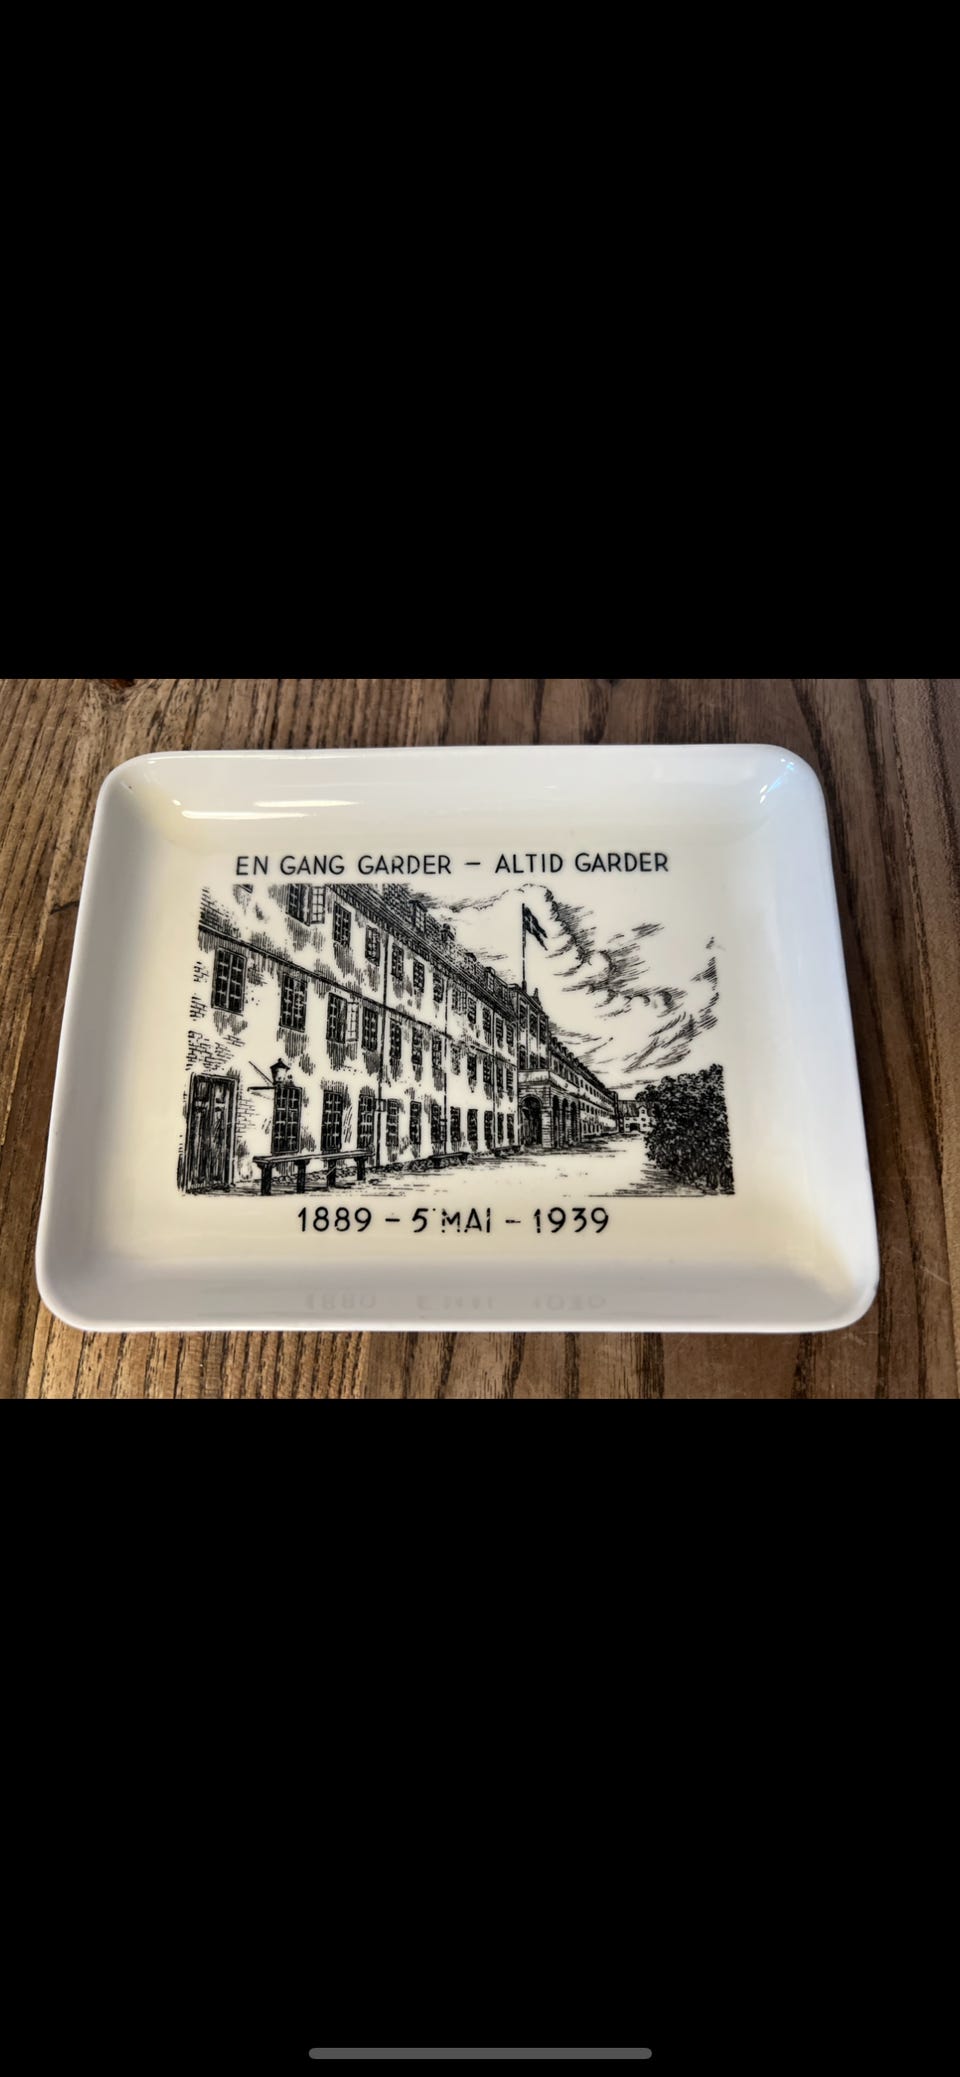 EN GANG GARDER – ALTID GARDER
1889 – 5 MAI – 1939